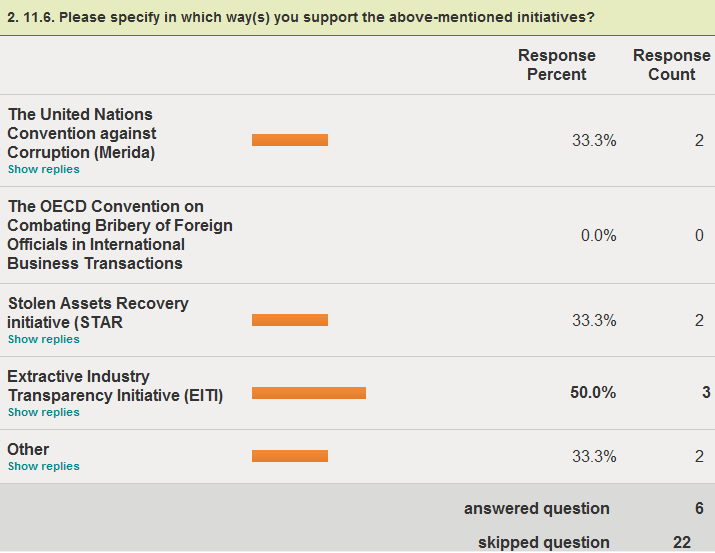 2. 11.6. Please specify in which way(s) you support the above-mentioned initiatives?
Response Percent
Response Count
The United Nations
Convention against
Corruption (Merida)
Show replies
33.3%
2
The OECD Convention on
Combating Bribery of Foreign
Officials in International
Business Transactions
0.0%
0
Stolen Assets Recovery
initiative (STAR
Show replies
33.3%
2
Extractive Industry
Transparency Initiative (EITI)
Show replies
50.0%
3
Other
Show replies
33.3%
2
answered question 6
skipped question 22